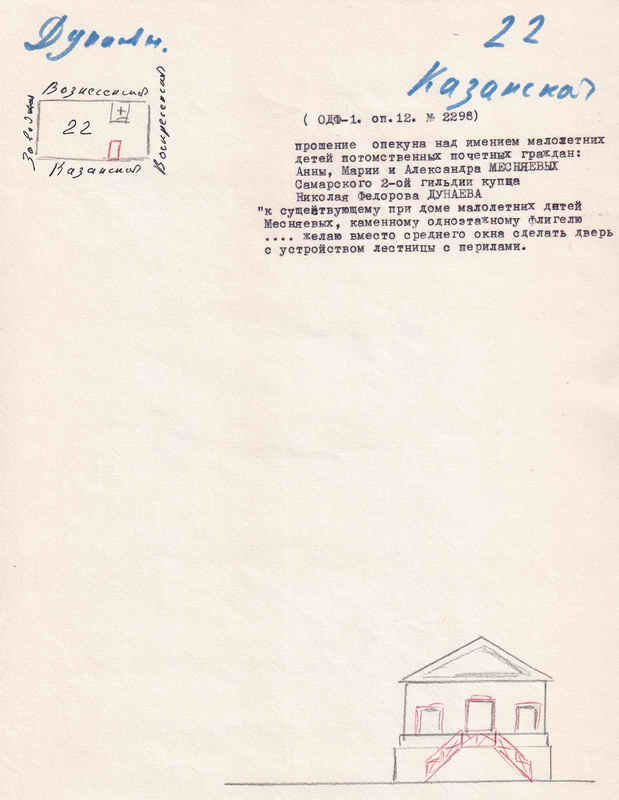 Дунаев.
22
Казанская
Вознесенская
Воскресенская
22
Казанская
( ОДФ-1. оп.12. № 2298)
прошение опекуна над имением малолетних
детей потомственных почетных граждан:
Анны, Марии и Александра МЕСНЯЕВЫХ
Самарского 2-ой гильдии купца
Николая Федорова ДУНАЕВА
"к существующему при доме малолетних детей
Месняевых, каменному одноэтажному флигелю
.... желаю вместо среднего окна сделать дверь
с устройством лестницы с перилами.